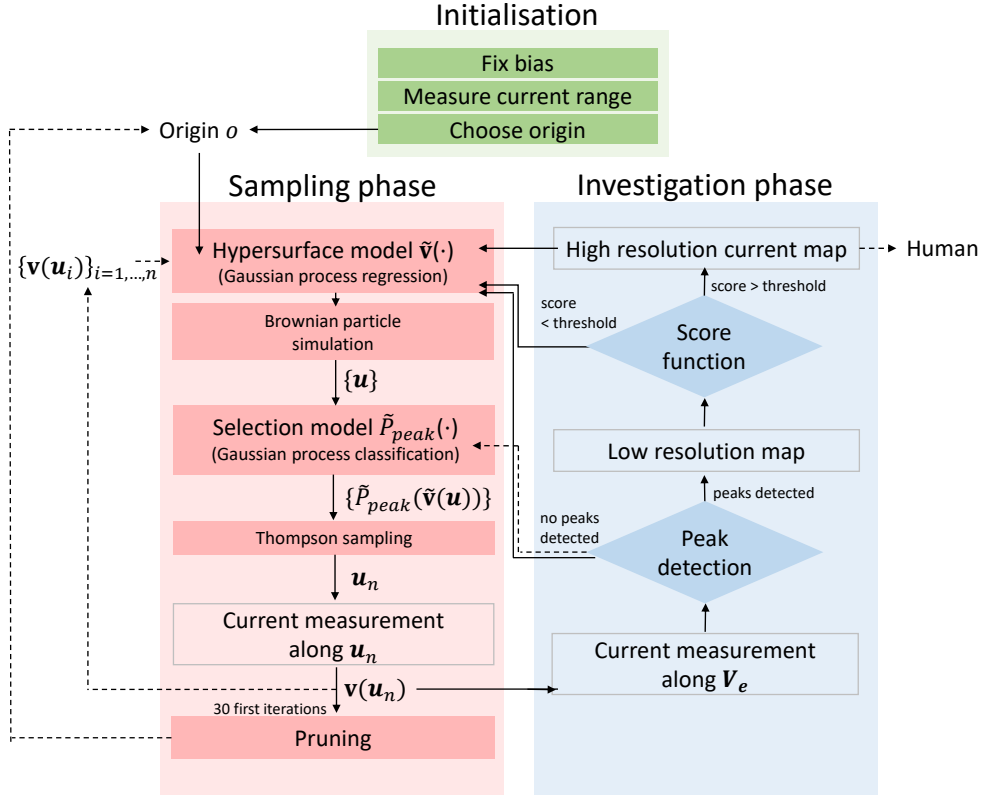 Initialisation
Fix bias
Measure current range
Choose origin
Origin o
Sampling phase
Hypersurface model ṽ(·)
(Gaussian process regression)
{v(u_i)}_{i=1,…,n}
Brownian particle
simulation
{u}
Selection model P̃_peak(·)
(Gaussian process classification)
{P̃_peak(ṽ(u))}
Thompson sampling
u_n
Current measurement
along u_n
v(u_n)
30 first iterations
Pruning
Investigation phase
High resolution current map
Human
score > threshold
score
< threshold
Score
function
Low resolution map
peaks detected
no peaks
detected
Peak
detection
Current measurement
along V_e